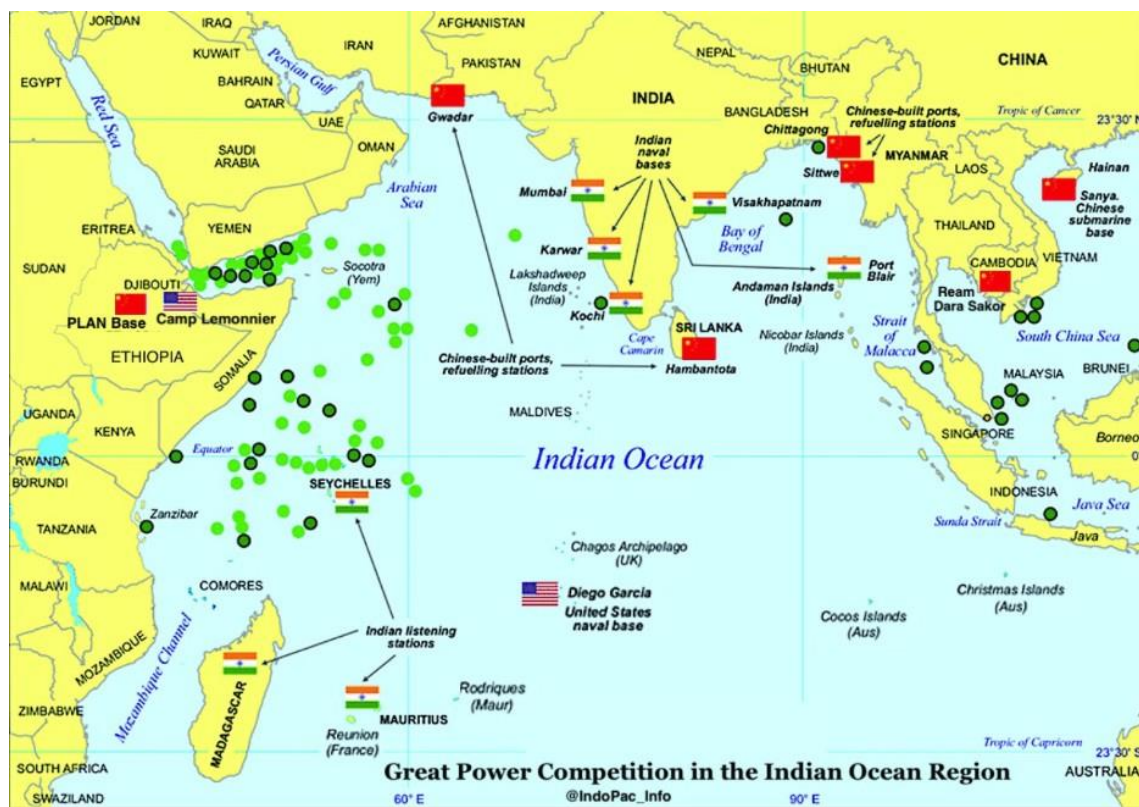 JORDAN
IRAQ
KUWAIT
IRAN
AFGHANISTAN
PAKISTAN
NEPAL
BHUTAN
CHINA
EGYPT
BAHRAIN
QATAR
Persian Gulf
UAE
OMAN
SAUDI
ARABIA
Red Sea
Gwadar
INDIA
BANGLADESH
Chittagong
Chinese-built ports,
refuelling stations
Tropic of Cancer
23°30' N
MYANMAR
Sittwe
LAOS
Hainan
Sanya.
Chinese
submarine
base
Indian
naval
bases
Mumbai
Visakhapatnam
Bay of
Bengal
Karwar
Arabian
Sea
ERITREA
YEMEN
SUDAN
Socotra
(Yem)
Lakshadweep
Islands
(India)
Kochi
Cape
Camarin
Andaman Islands
(India)
Port
Blair
THAILAND
CAMBODIA
VIETNAM
Ream
Dara Sakor
DJIBOUTI
PLAN Base
Camp Lemonnier
ETHIOPIA
SOMALIA
SRI LANKA
Hambantota
Nicobar Islands
(India)
Strait
of
Malacca
South China Sea
Chinese-built ports,
refuelling stations
MALDIVES
MALAYSIA
BRUNEI
SINGAPORE
Borneo
UGANDA
KENYA
RWANDA
BURUNDI
Equator
0°
Indian Ocean
SEYCHELLES
INDONESIA
Java Sea
Sunda Strait
Java
Zanzibar
TANZANIA
Chagos Archipelago
(UK)
MALAWI
COMORES
Diego Garcia
United States
naval base
Cocos Islands
(Aus)
Christmas Islands
(Aus)
Indian listening
stations
MOZAMBIQUE
Mozambique Channel
MADAGASCAR
Rodriques
(Maur)
MAURITIUS
Reunion
(France)
ZIMBABWE
SOUTH AFRICA
SWAZILAND
Tropic of Capricorn
23°30' S
AUSTRALIA
Great Power Competition in the Indian Ocean Region
60°E
@IndoPac_Info
90°E